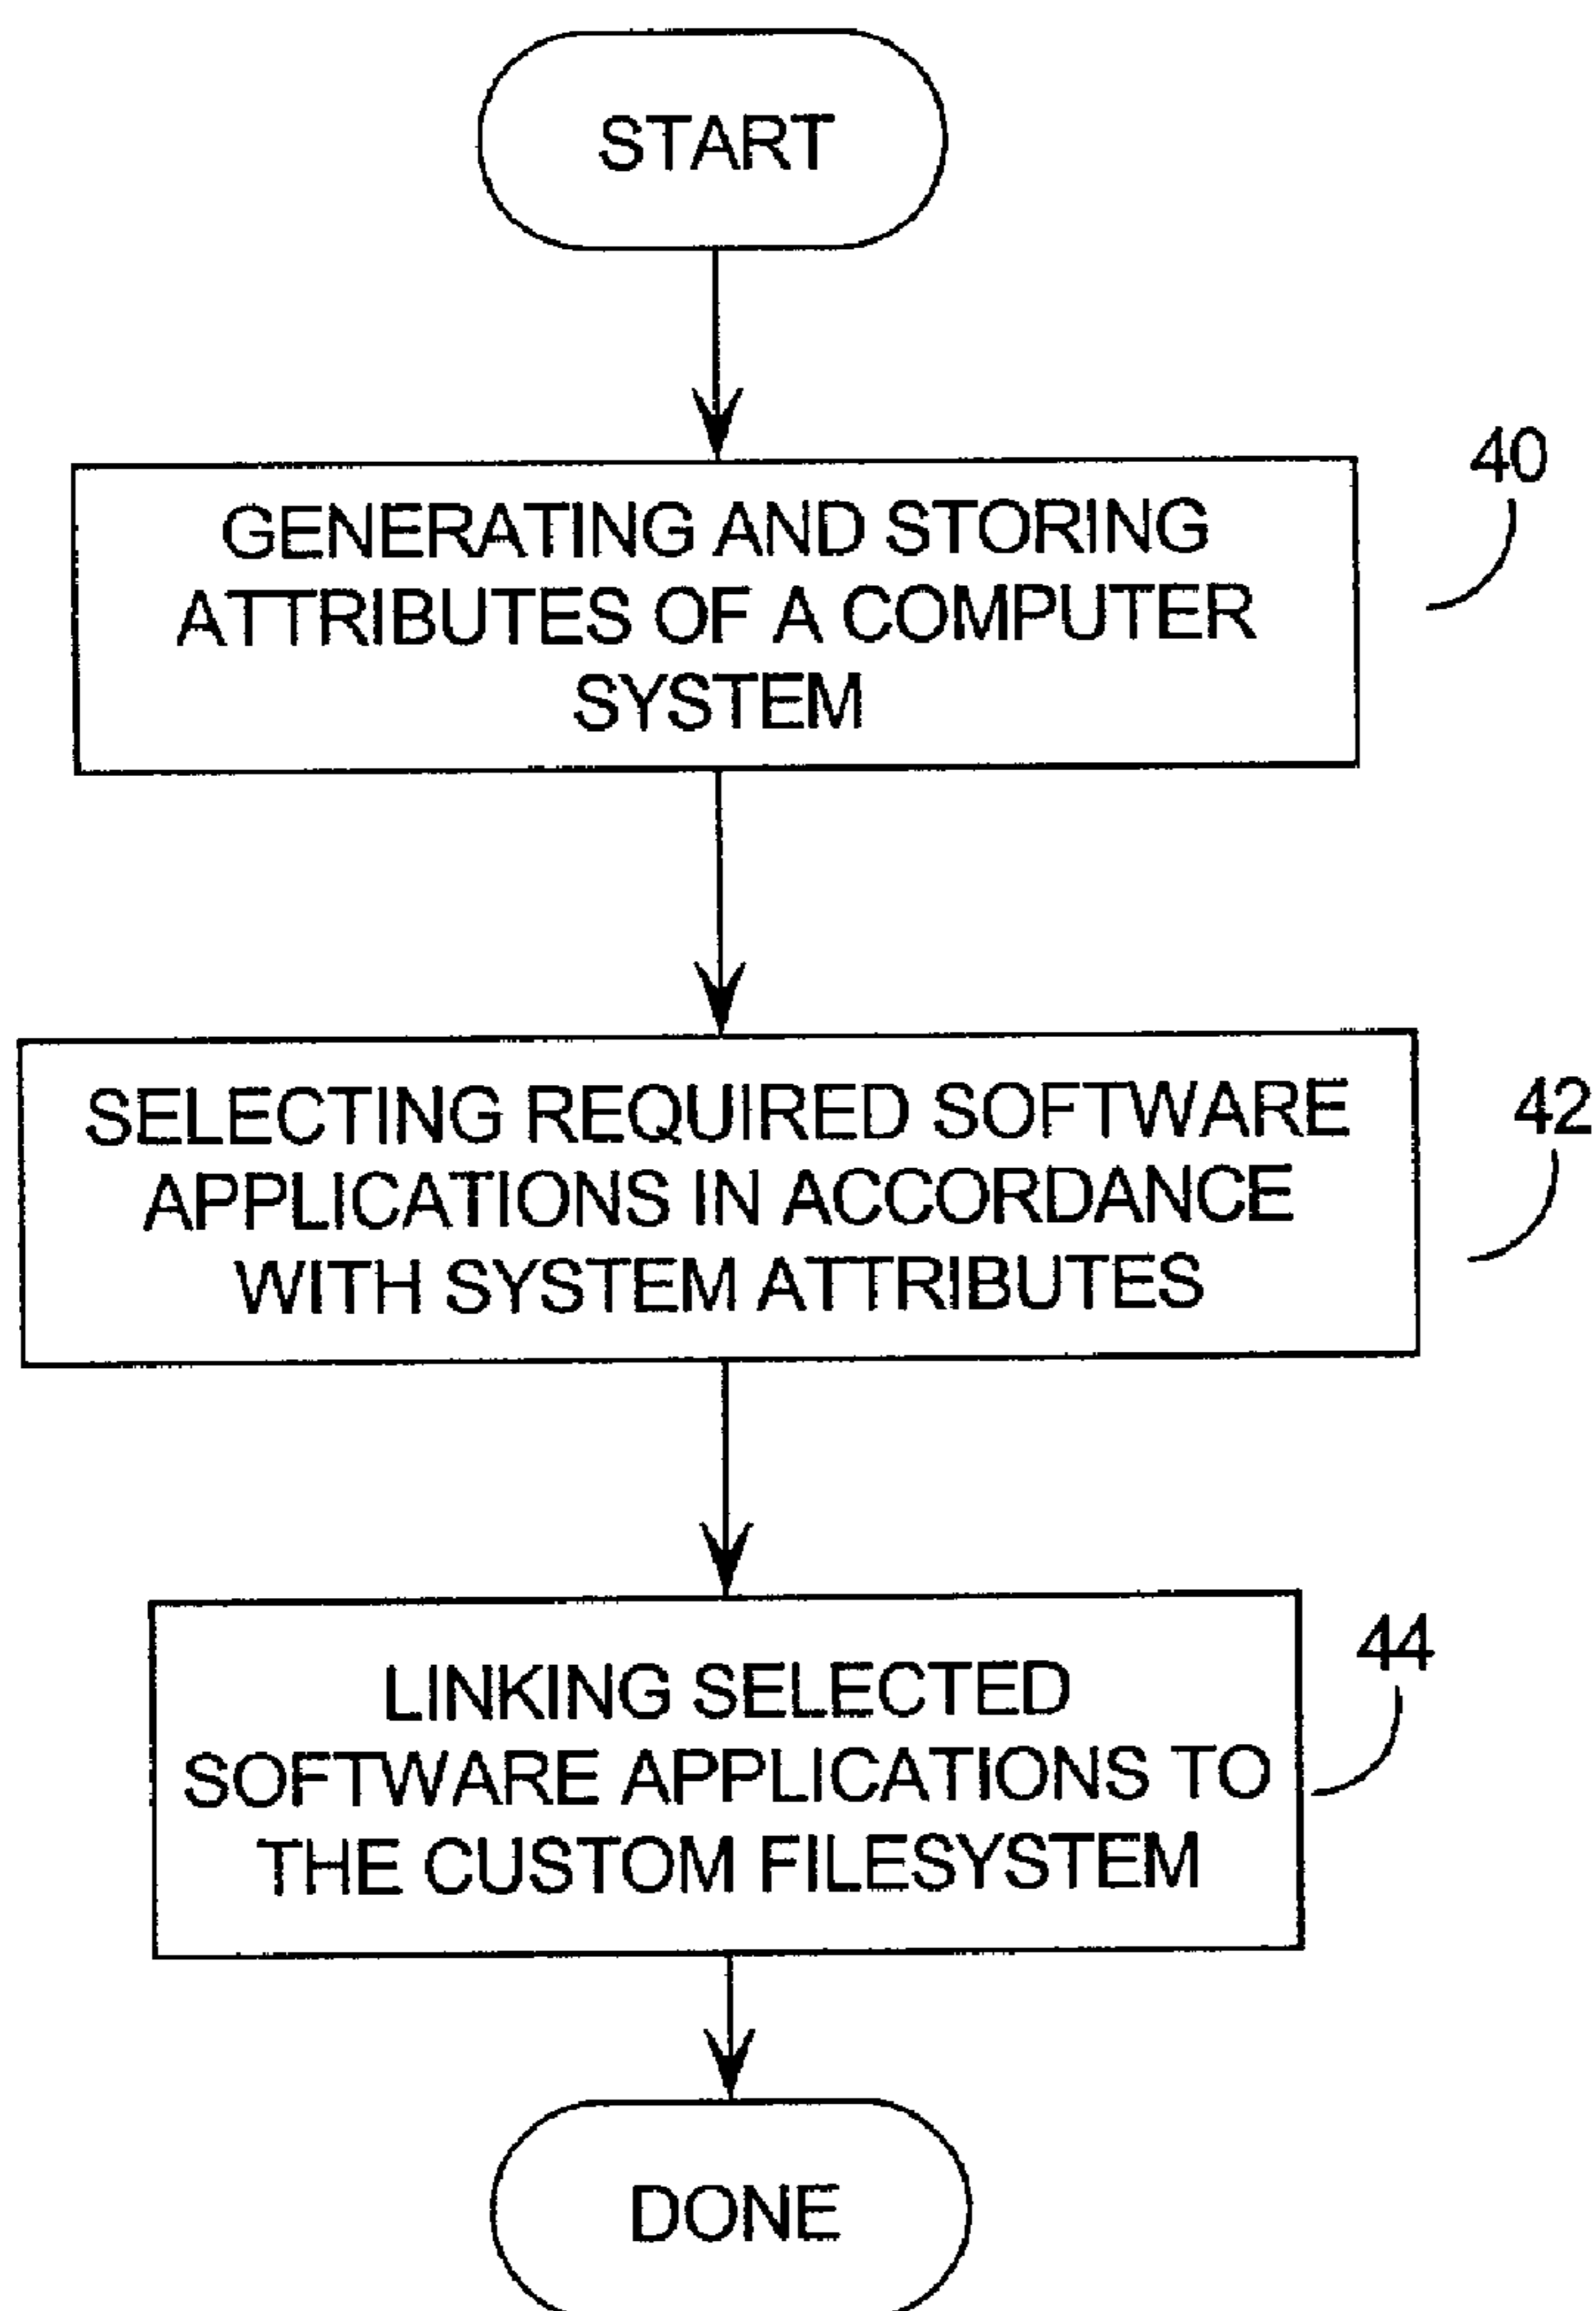 START
40
GENERATING AND STORING
ATTRIBUTES OF A COMPUTER
SYSTEM
42
SELECTING REQUIRED SOFTWARE
APPLICATIONS IN ACCORDANCE
WITH SYSTEM ATTRIBUTES
44
LINKING SELECTED
SOFTWARE APPLICATIONS TO
THE CUSTOM FILESYSTEM
DONE